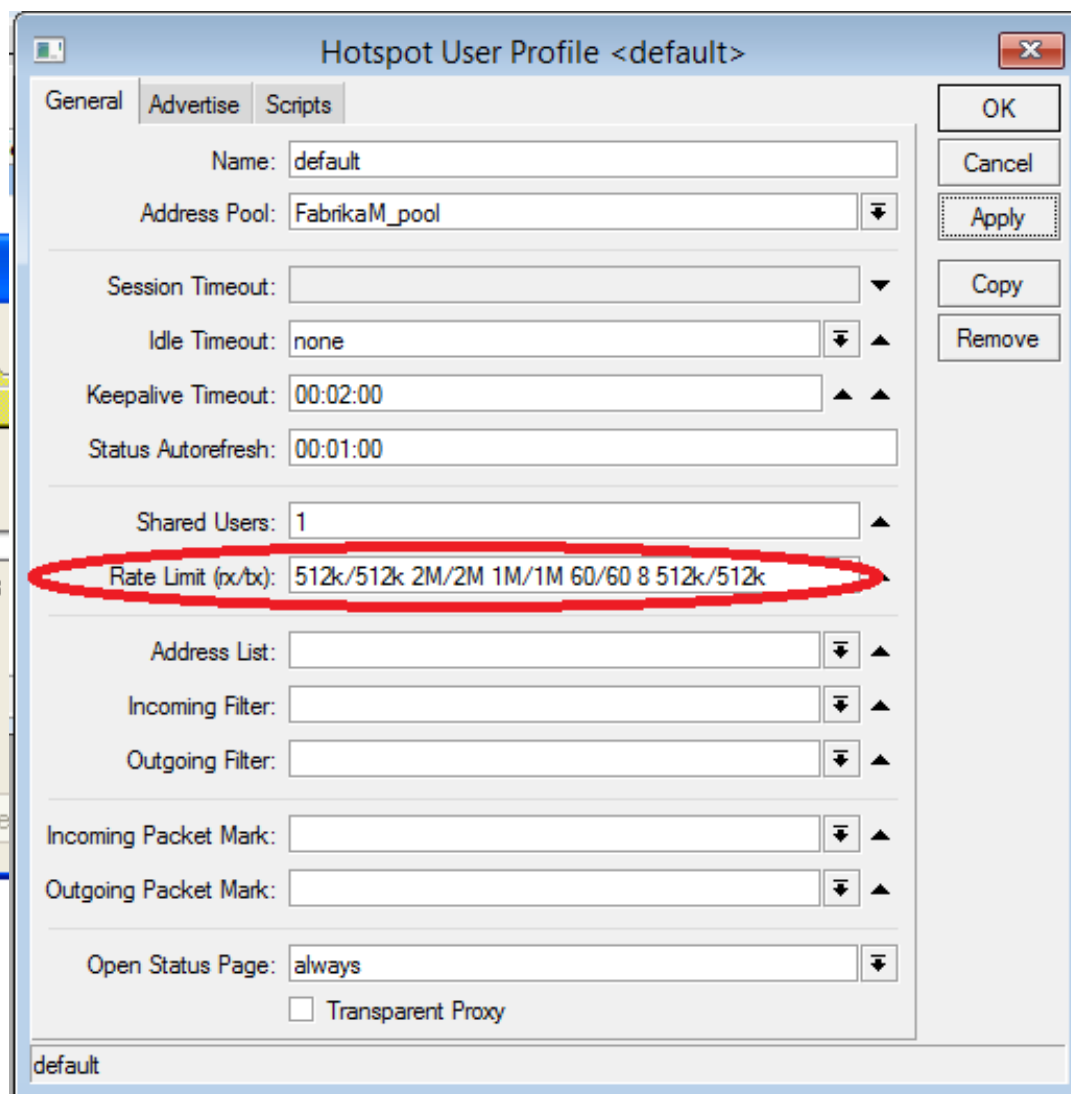 Hotspot User Profile <default>
General Advertise Scripts
OK
Name: default
Cancel
Address Pool: FabrikaM_pool
Apply
Session Timeout:
Copy
Idle Timeout: none
Remove
Keepalive Timeout: 00:02:00
Status Autorefresh: 00:01:00
Shared Users: 1
Rate Limit (rx/tx): 512k/512k 2M/2M 1M/1M 60/60 8 512k/512k
Address List:
Incoming Filter:
Outgoing Filter:
Incoming Packet Mark:
Outgoing Packet Mark:
Open Status Page: always
Transparent Proxy
default